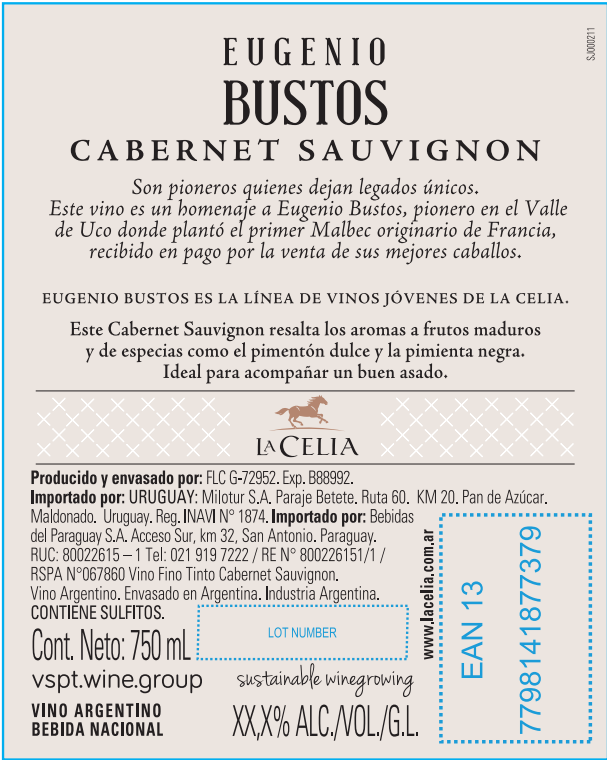 SJ000211
EUGENIO
BUSTOS
CABERNET SAUVIGNON
Son pioneros quienes dejan legados únicos.
Este vino es un homenaje a Eugenio Bustos, pionero en el Valle
de Uco donde plantó el primer Malbec originario de Francia,
recibido en pago por la venta de sus mejores caballos.
EUGENIO BUSTOS ES LA LÍNEA DE VINOS JÓVENES DE LA CELIA.
Este Cabernet Sauvignon resalta los aromas a frutos maduros
y de especias como el pimentón dulce y la pimienta negra.
Ideal para acompañar un buen asado.
LA CELIA
Producido y envasado por: FLC G-72952. Exp. B88992.
Importado por: URUGUAY: Milotur S.A. Paraje Betete. Ruta 60. KM 20. Pan de Azúcar.
Maldonado. Uruguay. Reg. INAVI N° 1874. Importado por: Bebidas
del Paraguay S.A. Acceso Sur, km 32, San Antonio. Paraguay.
RUC: 80022615 – 1 Tel: 021 919 7222 / RE N° 800226151/1 /
RSPA N°067860 Vino Fino Tinto Cabernet Sauvignon.
Vino Argentino. Envasado en Argentina. Industria Argentina.
CONTIENE SULFITOS.
Cont. Neto: 750 mL
LOT NUMBER
vspt.wine.group
sustainable winegrowing
VINO ARGENTINO
BEBIDA NACIONAL
XX,X% ALC./VOL./G.L.
www.lacelia.com.ar
EAN 13
7798141877379